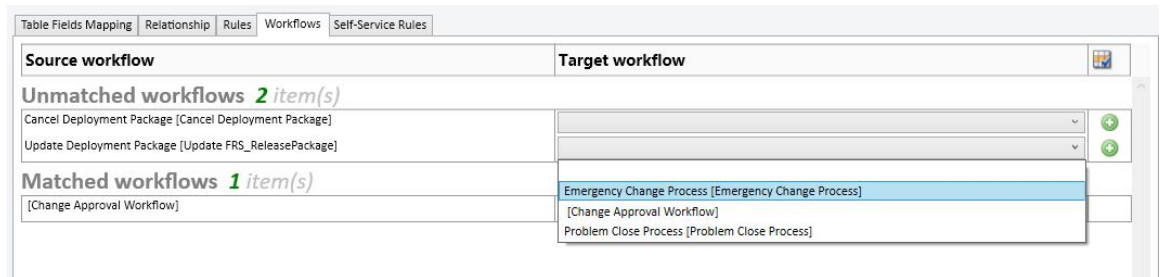 Table Fields Mapping Relationship Rules Workflows Self-Service Rules
Source workflow Target workflow
Unmatched workflows 2 item(s)
Cancel Deployment Package [Cancel Deployment Package]
Update Deployment Package [Update FRS_ReleasePackage]
Matched workflows 1 item(s)
[Change Approval Workflow]
Emergency Change Process [Emergency Change Process]
[Change Approval Workflow]
Problem Close Process [Problem Close Process]